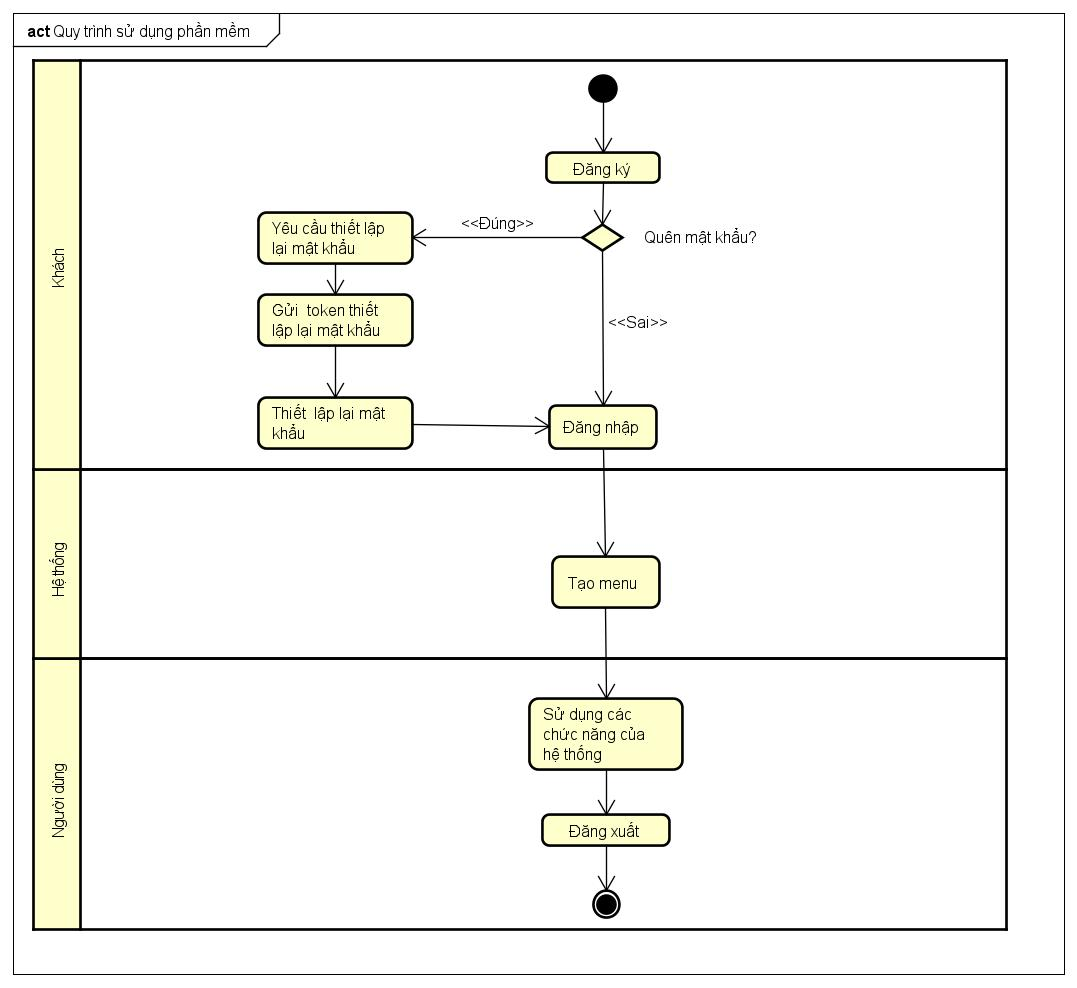 act Quy trình sử dụng phần mềm
Khách
Đăng ký
Quên mật khẩu?
<<Đúng>>
Yêu cầu thiết lập
lại mật khẩu
Gửi token thiết
lập lại mật khẩu
<<Sai>>
Thiết lập lại mật
khẩu
Đăng nhập
Hệ thống
Tạo menu
Người dùng
Sử dụng các
chức năng của
hệ thống
Đăng xuất